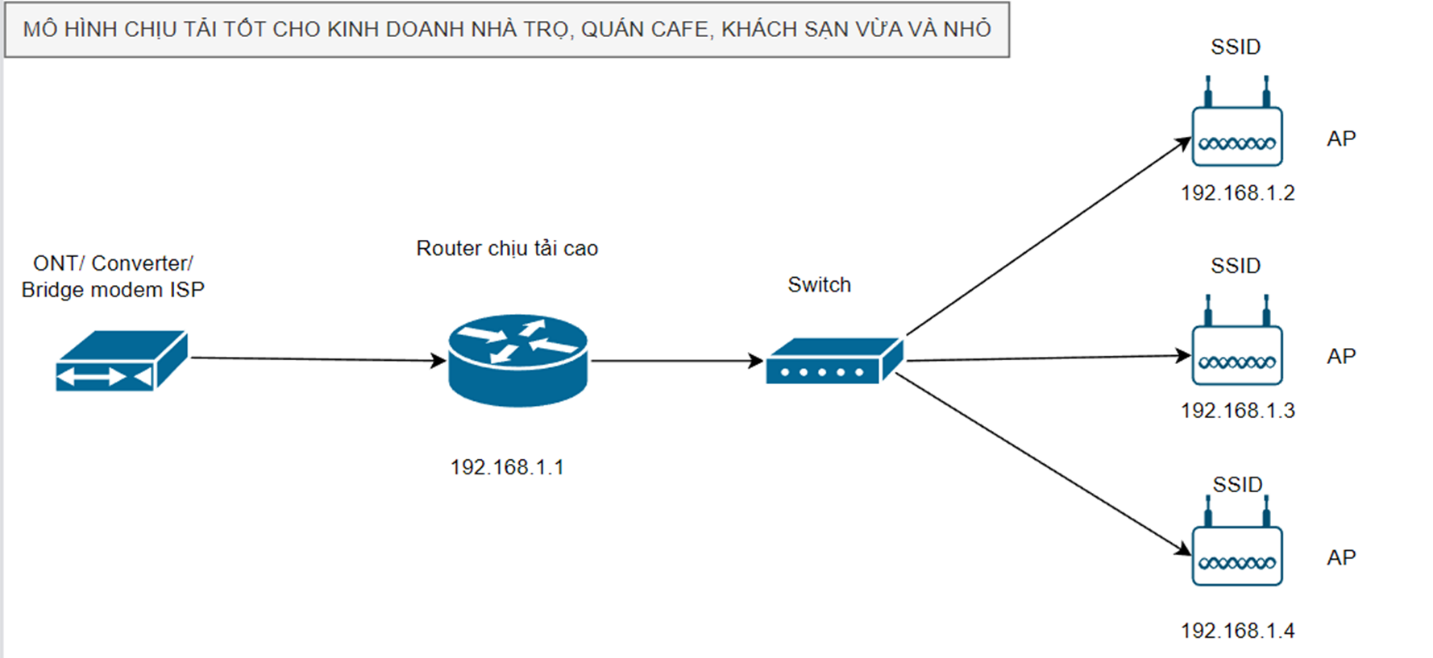 MÔ HÌNH CHỊU TẢI TỐT CHO KINH DOANH NHÀ TRỌ, QUÁN CAFE, KHÁCH SẠN VỪA VÀ NHỎ
ONT/ Converter/
Bridge modem ISP
Router chịu tải cao
192.168.1.1
Switch
SSID
AP
192.168.1.2
SSID
AP
192.168.1.3
SSID
AP
192.168.1.4